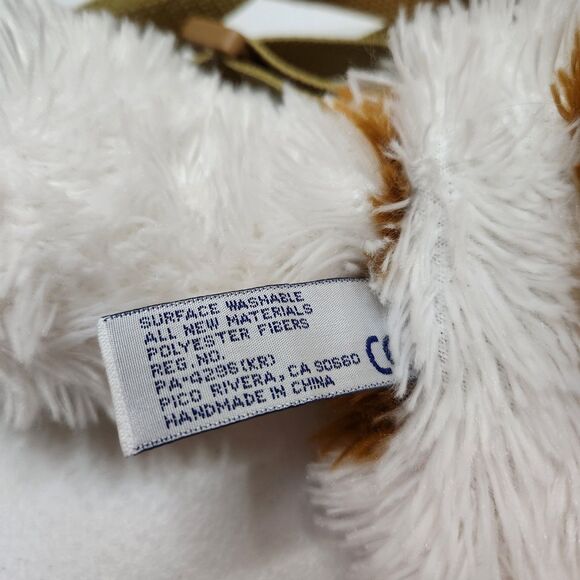 SURFACE WASHABLE
ALL NEW MATERIALS
POLYESTER FIBERS
REG.NO.
PA-4296(KR)
PICO RIVERA, CA 90660
HANDMADE IN CHINA
CE